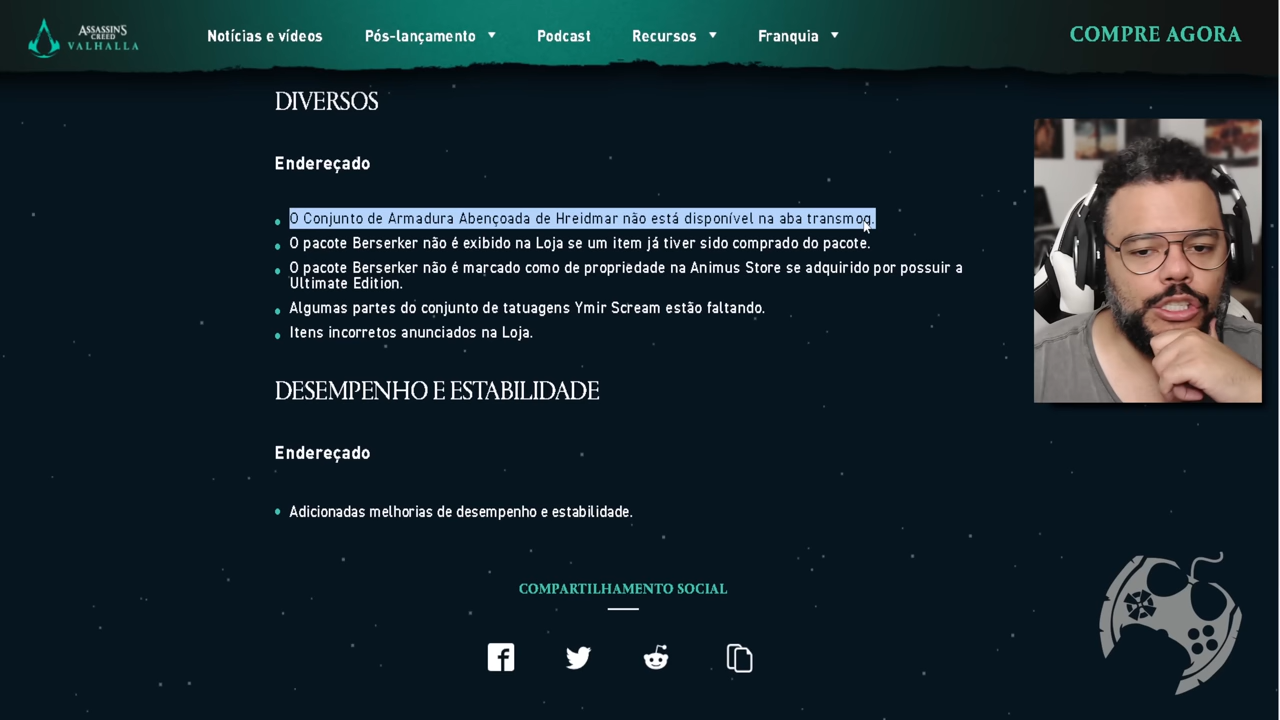 ASSASSIN'S
CREED
VALHALLA
Notícias e vídeos
Pós-lançamento
Podcast
Recursos
Franquia
COMPRE AGORA
DIVERSOS
Endereçado
O Conjunto de Armadura Abençoada de Hreidmar não está disponível na aba transmog.
O pacote Berserker não é exibido na Loja se um item já tiver sido comprado do pacote.
O pacote Berserker não é marcado como de propriedade na Animus Store se adquirido por possuir a
Ultimate Edition.
Algumas partes do conjunto de tatuagens Ymir Scream estão faltando.
Itens incorretos anunciados na Loja.
DESEMPENHO E ESTABILIDADE
Endereçado
Adicionadas melhorias de desempenho e estabilidade.
COMPARTILHAMENTO SOCIAL